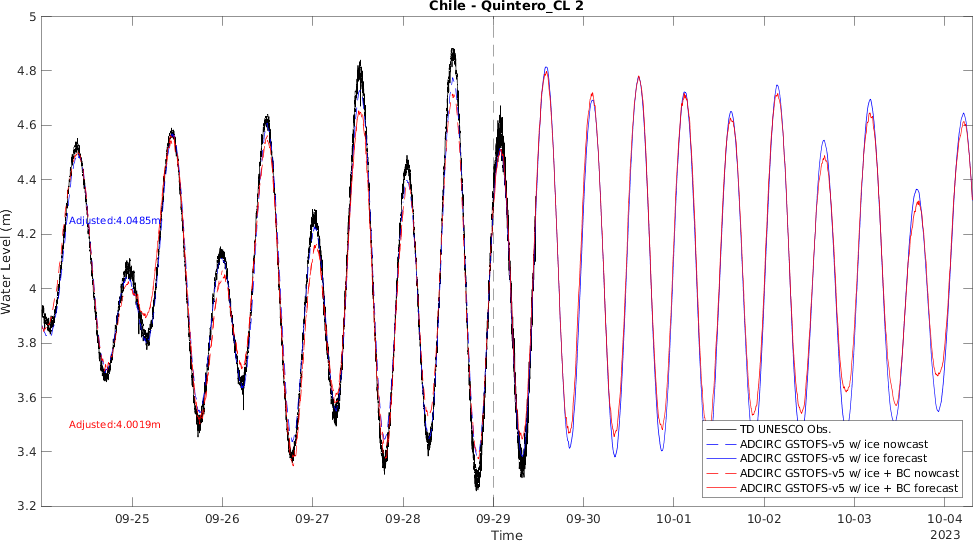 Chile - Quintero_CL 2
5
4.8
4.6
4.4
4.2
4
3.8
3.6
3.4
3.2
Water Level (m)
Adjusted:4.0485m
Adjusted:4.0019m
TD UNESCO Obs.
ADCIRC GSTOFS-v5 w/ ice nowcast
ADCIRC GSTOFS-v5 w/ ice forecast
ADCIRC GSTOFS-v5 w/ ice + BC nowcast
ADCIRC GSTOFS-v5 w/ ice + BC forecast
09-25 09-26 09-27 09-28 09-29 09-30 10-01 10-02 10-03 10-04
Time
2023